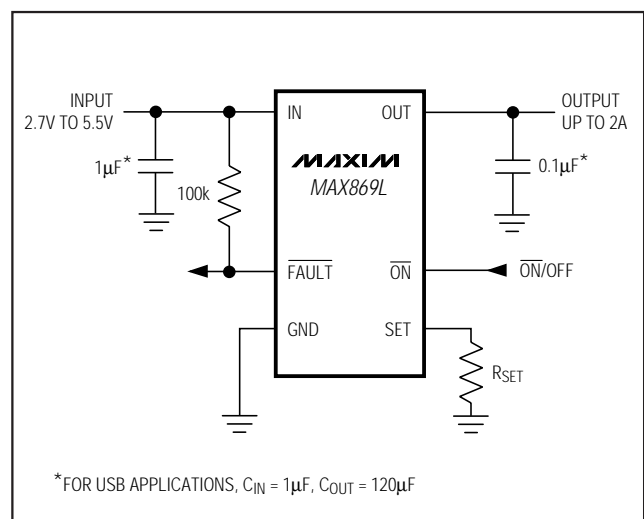 INPUT
2.7V TO 5.5V
1µF*
100k
IN
OUT
MAXIM
MAX869L
OUTPUT
UP TO 2A
0.1µF*
FAULT
ON
ON/OFF
GND
SET
RSET
*FOR USB APPLICATIONS, CIN = 1µF, COUT = 120µF